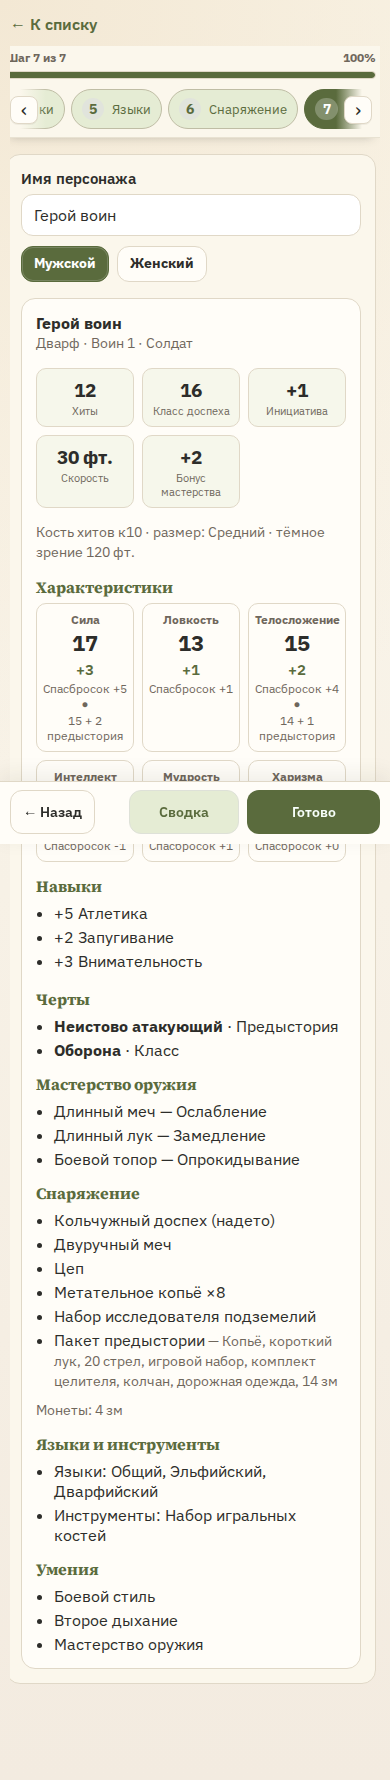 ← К списку
Шаг 7 из 7
100%
‹
ки
5 Языки
6 Снаряжение
7
›
Имя персонажа
Герой воин
Мужской
Женский
Герой воин
Дварф · Воин 1 · Солдат
12
Хиты
16
Класс доспеха
+1
Инициатива
30 фт.
Скорость
+2
Бонус
мастерства
Кость хитов к10 · размер: Средний · тёмное
зрение 120 фт.
Характеристики
Сила
17
+3
Спасбросок +5
●
15 + 2
предыстория
Ловкость
13
+1
Спасбросок +1
Телосложение
15
+2
Спасбросок +4
●
14 + 1
предыстория
Интеллект
Мудрость
Харизма
← Назад
Сводка
Готово
Спасбросок -1
Спасбросок +1
Спасбросок +0
Навыки
• +5 Атлетика
• +2 Запугивание
• +3 Внимательность
Черты
• Неистово атакующий · Предыстория
• Оборона · Класс
Мастерство оружия
• Длинный меч — Ослабление
• Длинный лук — Замедление
• Боевой топор — Опрокидывание
Снаряжение
• Кольчужный доспех (надето)
• Двуручный меч
• Цеп
• Метательное копьё ×8
• Набор исследователя подземелий
• Пакет предыстории — Копьё, короткий
лук, 20 стрел, игровой набор, комплект
целителя, колчан, дорожная одежда, 14 зм
Монеты: 4 зм
Языки и инструменты
• Языки: Общий, Эльфийский,
Дварфийский
• Инструменты: Набор игральных
костей
Умения
• Боевой стиль
• Второе дыхание
• Мастерство оружия